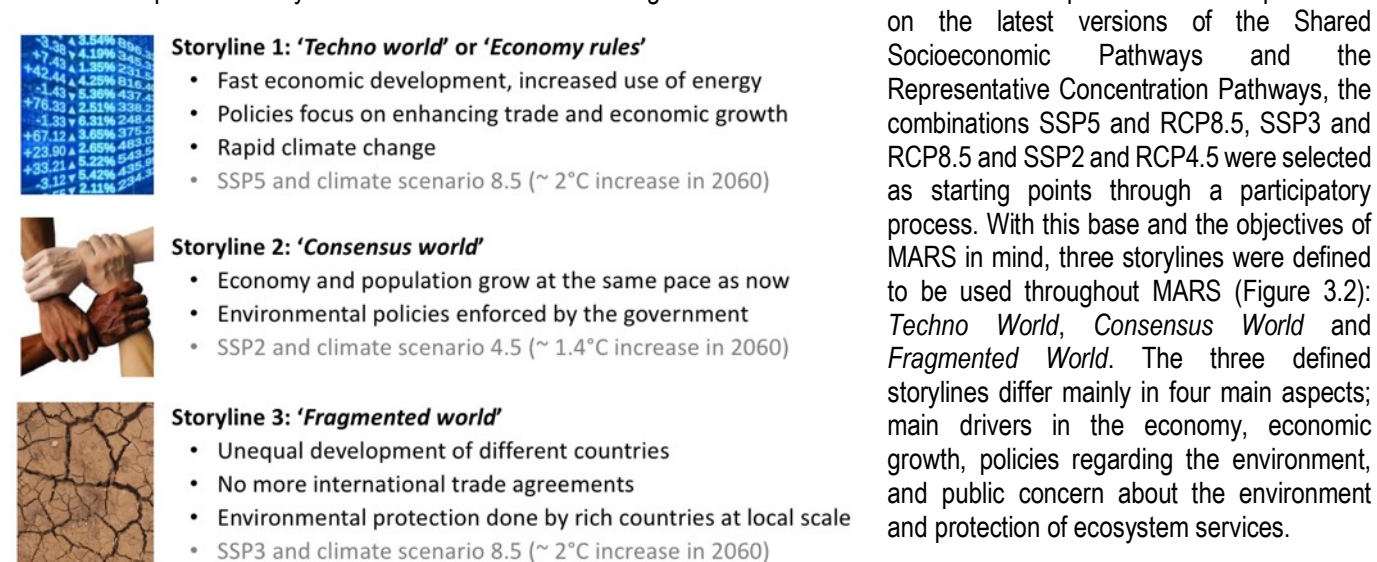 Storyline 1: ‘Techno world’ or ‘Economy rules’
• Fast economic development, increased use of energy
• Policies focus on enhancing trade and economic growth
• Rapid climate change
• SSP5 and climate scenario 8.5 (~ 2°C increase in 2060)
Storyline 2: ‘Consensus world’
• Economy and population grow at the same pace as now
• Environmental policies enforced by the government
• SSP2 and climate scenario 4.5 (~ 1.4°C increase in 2060)
Storyline 3: ‘Fragmented world’
• Unequal development of different countries
• No more international trade agreements
• Environmental protection done by rich countries at local scale
• SSP3 and climate scenario 8.5 (~ 2°C increase in 2060)
on the latest versions of the Shared
Socioeconomic Pathways and the
Representative Concentration Pathways, the
combinations SSP5 and RCP8.5, SSP3 and
RCP8.5 and SSP2 and RCP4.5 were selected
as starting points through a participatory
process. With this base and the objectives of
MARS in mind, three storylines were defined
to be used throughout MARS (Figure 3.2):
Techno World, Consensus World and
Fragmented World. The three defined
storylines differ mainly in four main aspects;
main drivers in the economy, economic
growth, policies regarding the environment,
and public concern about the environment
and protection of ecosystem services.